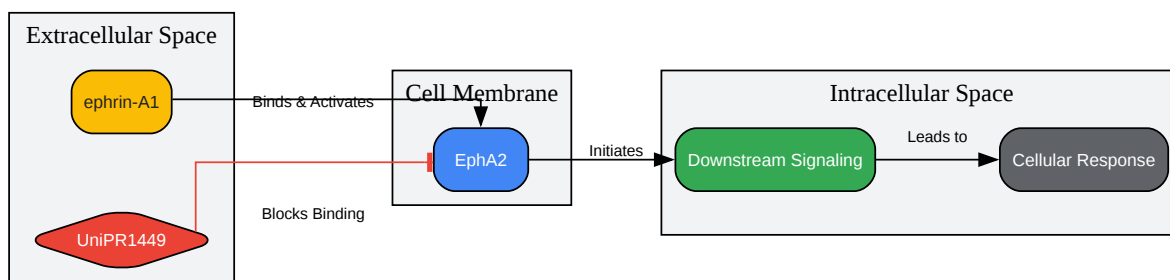 Extracellular Space
ephrin-A1
Binds & Activates
Cell Membrane
EphA2
Initiates
Intracellular Space
Downstream Signaling
Leads to
Cellular Response
Blocks Binding
UniPR1449